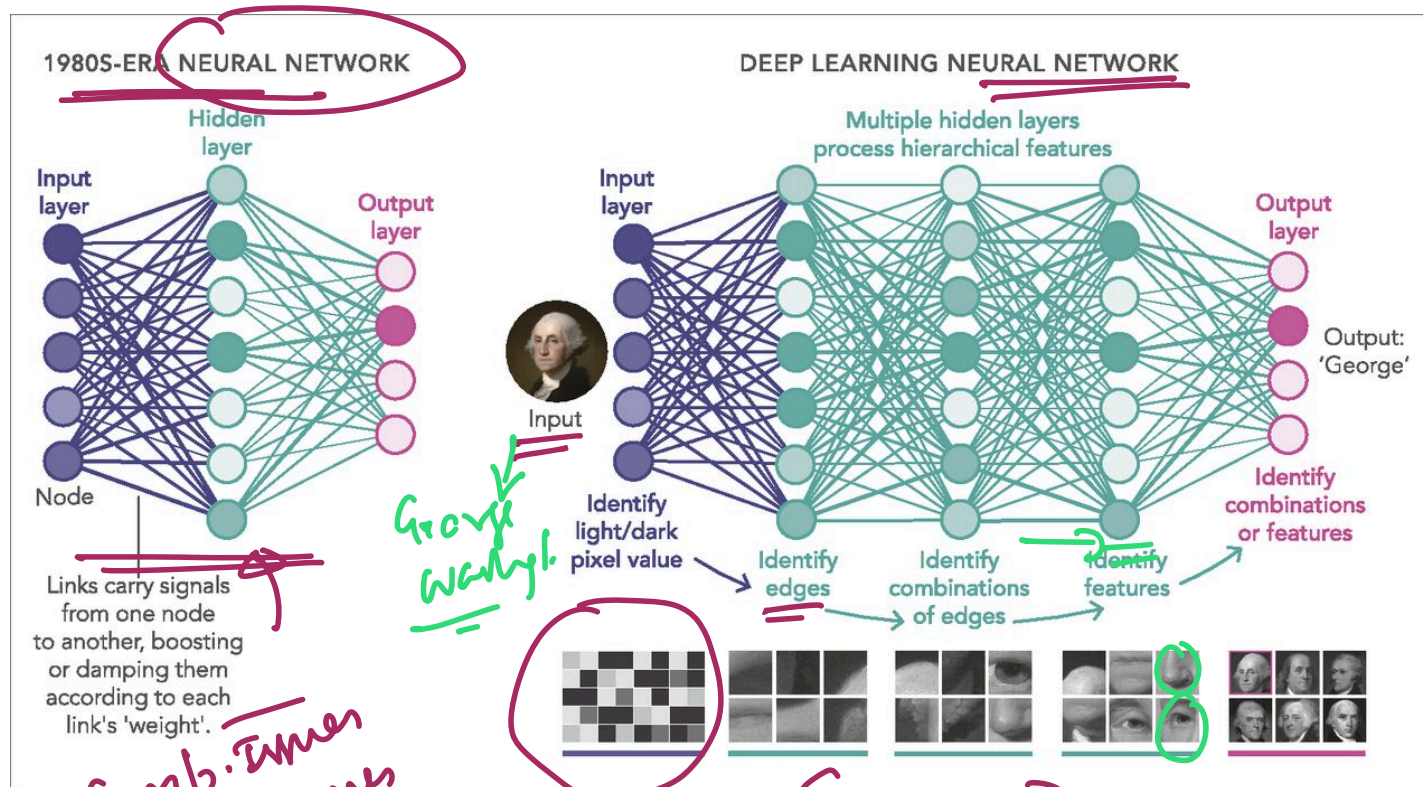 1980S-ERA NEURAL NETWORK
Hidden
layer
Input
layer
Output
layer
Node
Links carry signals
from one node
to another, boosting
or damping them
according to each
link's 'weight'.
DEEP LEARNING NEURAL NETWORK
Multiple hidden layers
process hierarchical features
Input
layer
Output
layer
Input
George
Output:
'George'
Identify
light/dark
pixel value
Identify
edges
Identify
combinations
of edges
Identify
features
Identify
combinations
or features